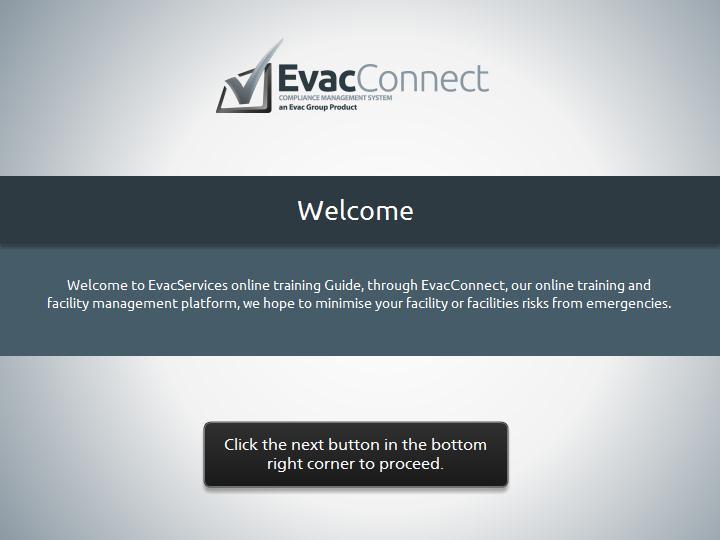 EvacConnect
COMPLIANCE MANAGEMENT SYSTEM
an Evac Group Product
Welcome
Welcome to EvacServices online training Guide, through EvacConnect, our online training and
facility management platform, we hope to minimise your facility or facilities risks from emergencies.
Click the next button in the bottom
right corner to proceed.